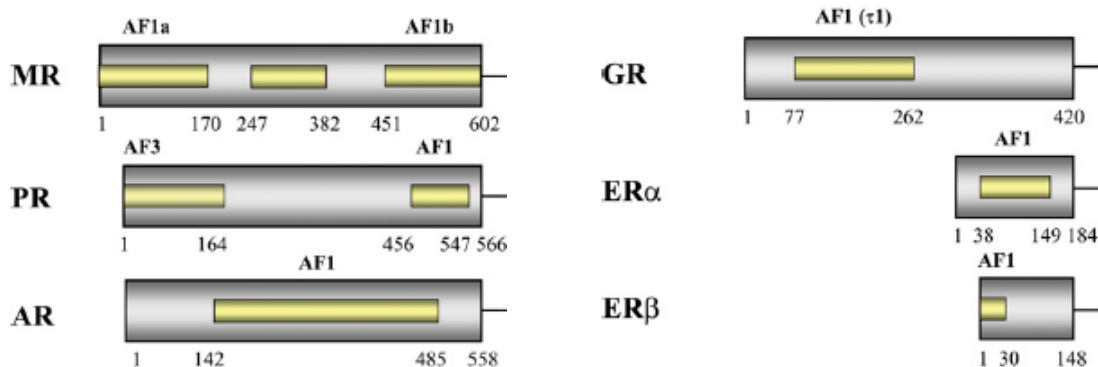 AF1a AF1b
MR
1 170 247 382 451 602
AF3 AF1
PR
1 164 456 547 566
AF1
AR
1 142 485 558
AF1 (τ1)
GR
1 77 262 420
AF1
ERα
1 38 149 184
AF1
ERβ
1 30 148